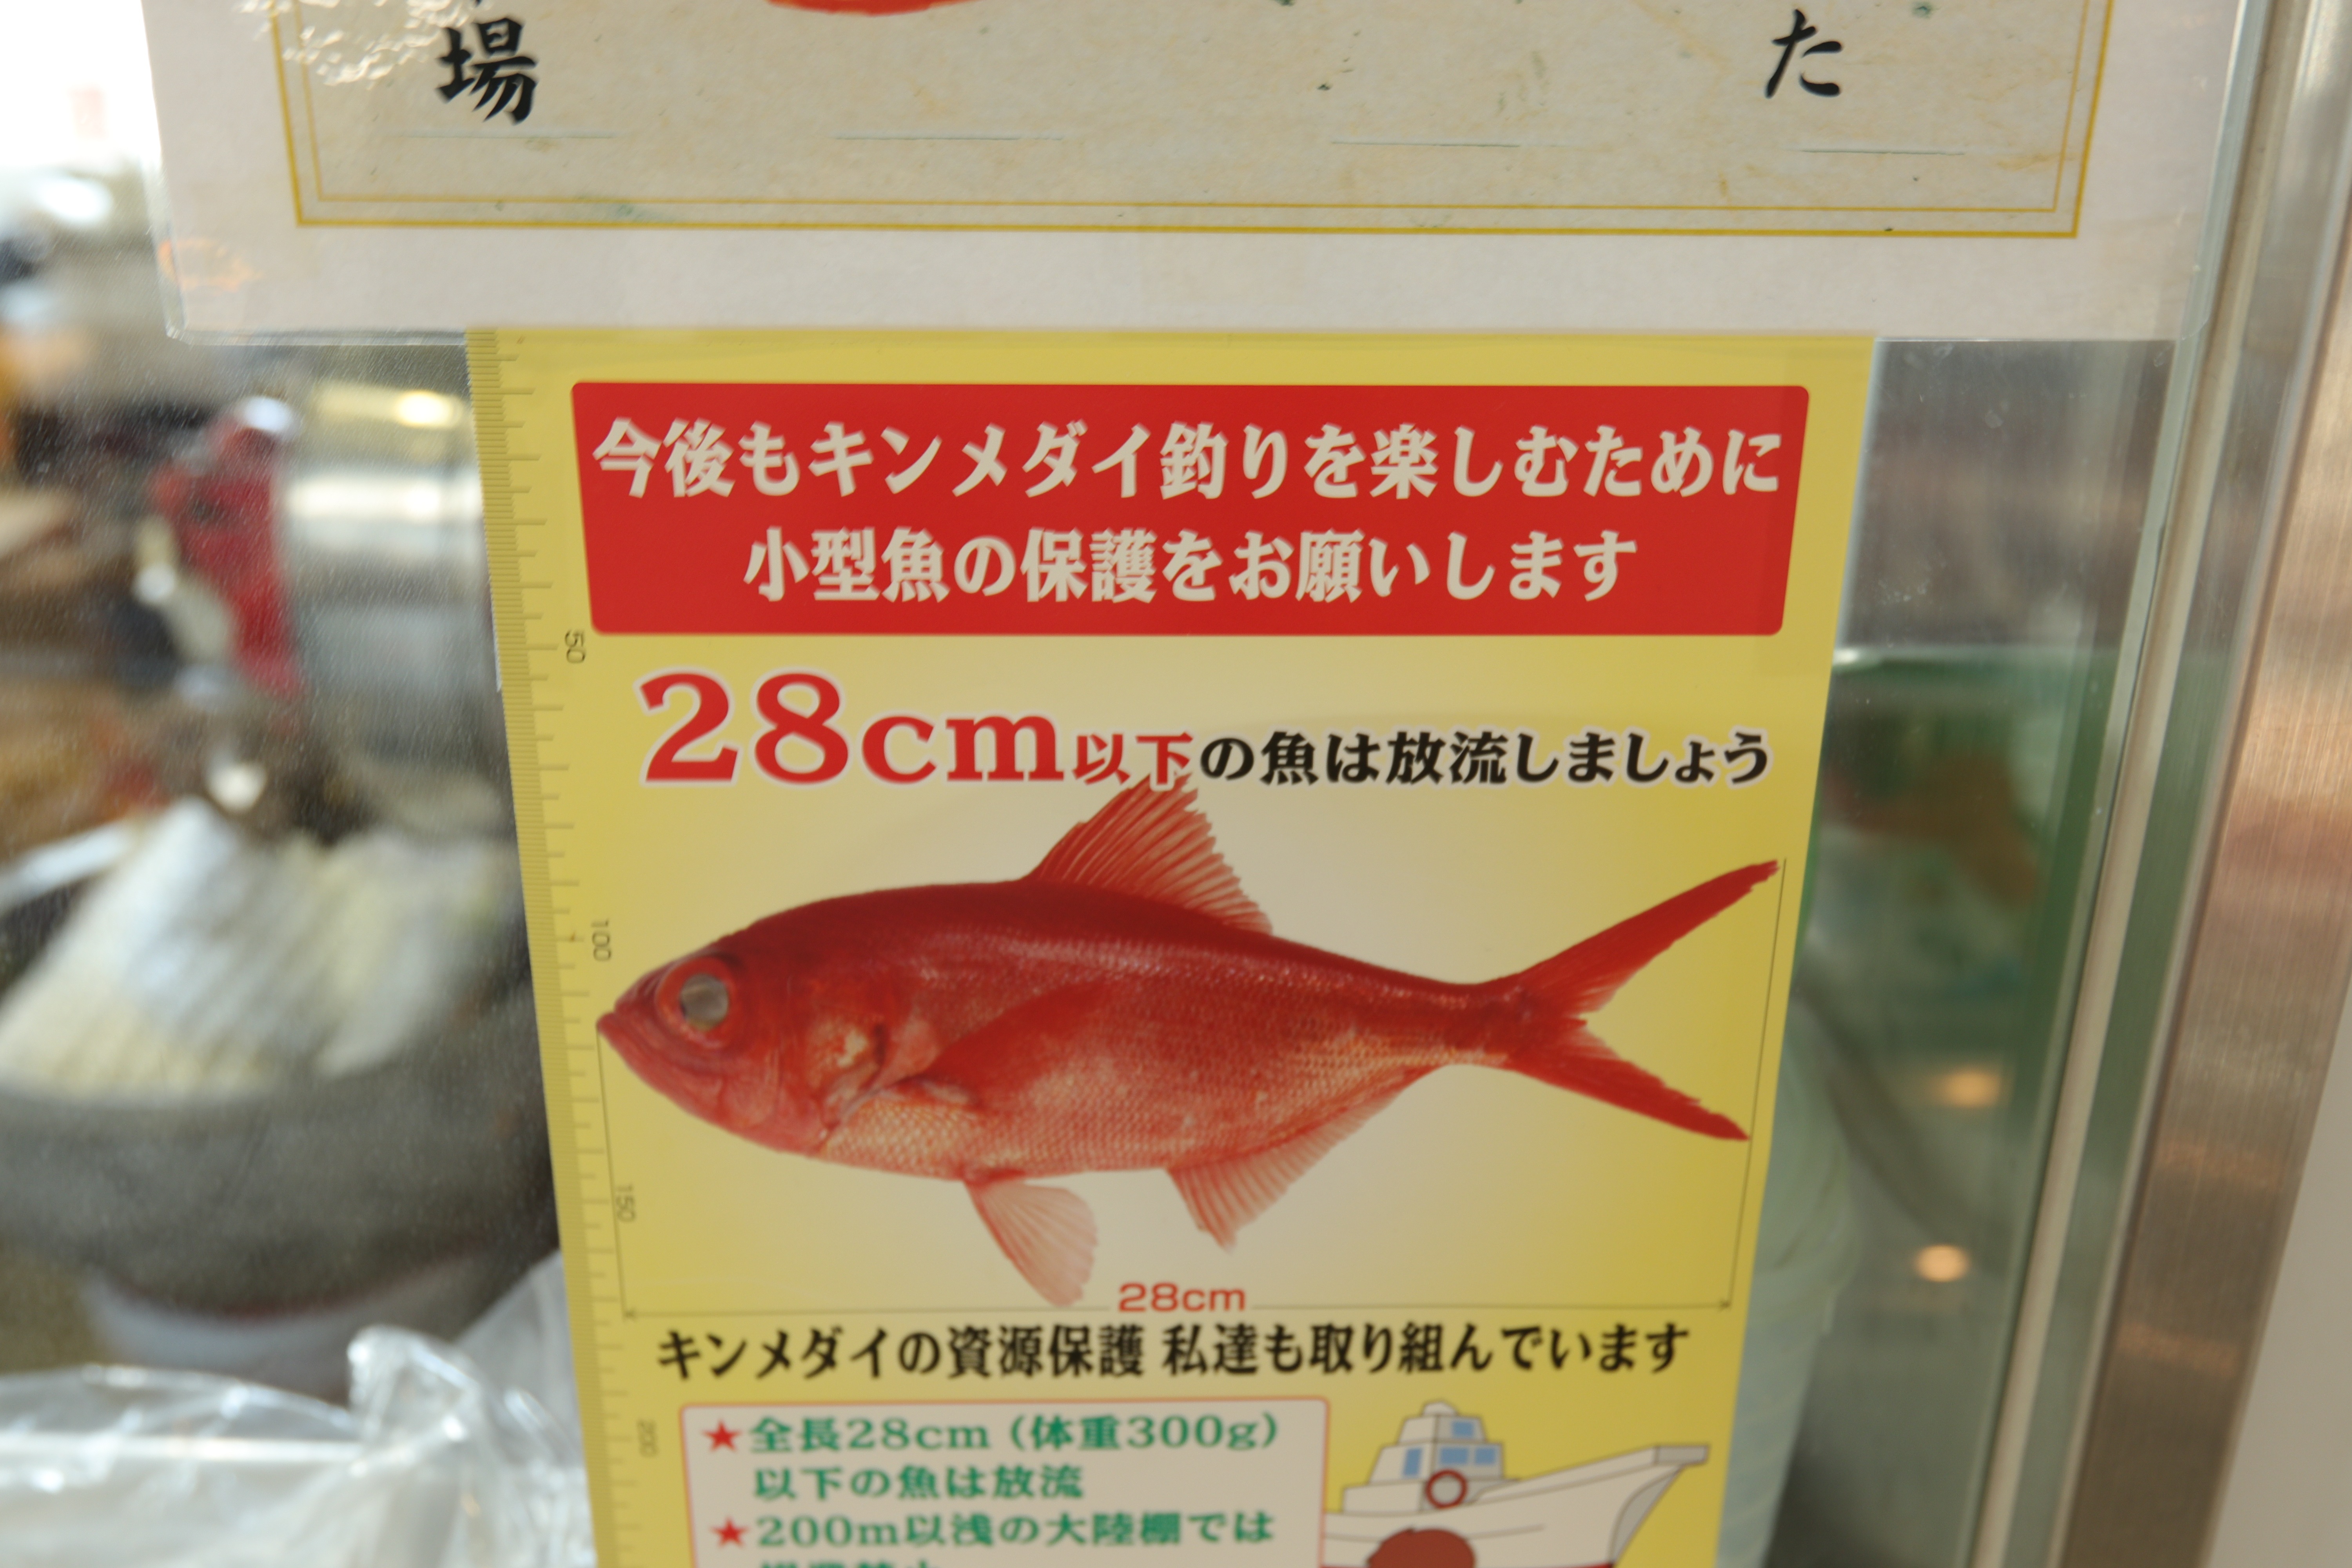 場
た
今後もキンメダイ釣りを楽しむために
小型魚の保護をお願いします
50
28cm以下の魚は放流しましょう
100
150
28cm
キンメダイの資源保護 私達も取り組んでいます
200
★全長28cm（体重300g）
以下の魚は放流
★200m以浅の大陸棚では